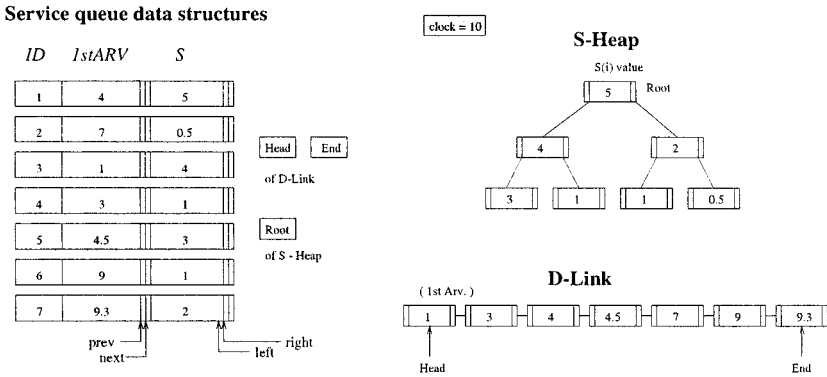 Service queue data structures
ID 1stARV S
1 4 5
2 7 0.5
3 1 4
4 3 1
5 4.5 3
6 9 1
7 9.3 2
prev
next
left
right
Head End
of D-Link
Root
of S - Heap
clock = 10
S-Heap
S(i) value
5 Root
4 2
3 1 1 0.5
D-Link
( 1st Arv. )
1 3 4 4.5 7 9 9.3
Head End